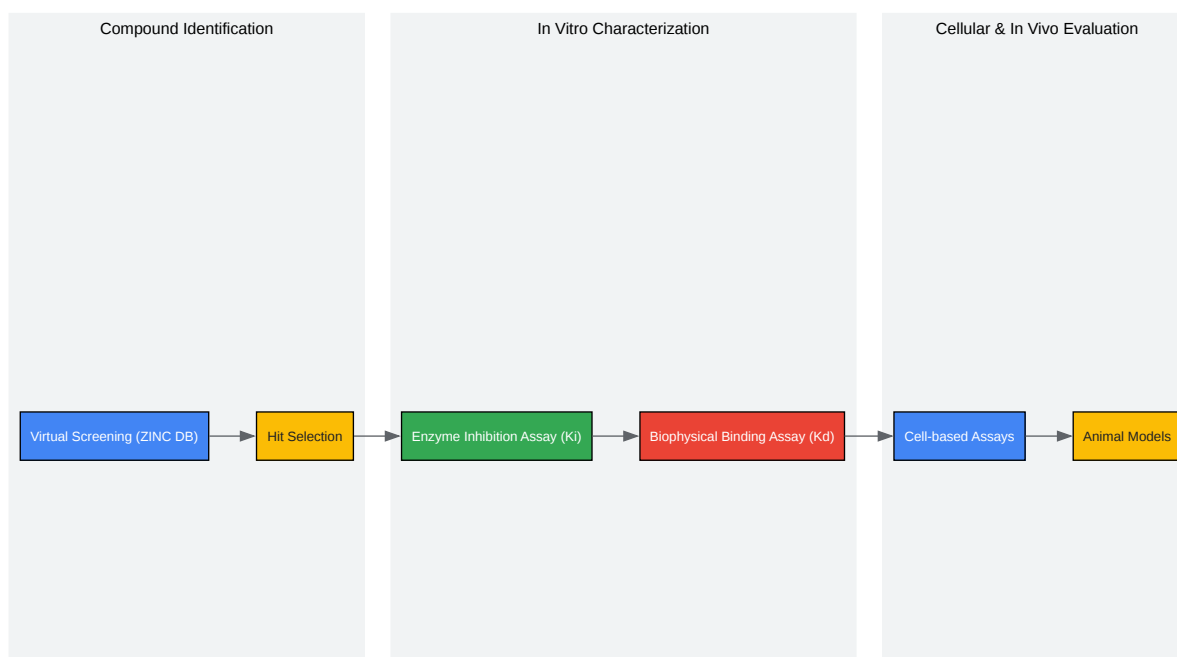 Compound Identification
In Vitro Characterization
Cellular & In Vivo Evaluation
Virtual Screening (ZINC DB)
Hit Selection
Enzyme Inhibition Assay (Ki)
Biophysical Binding Assay (Kd)
Cell-based Assays
Animal Models